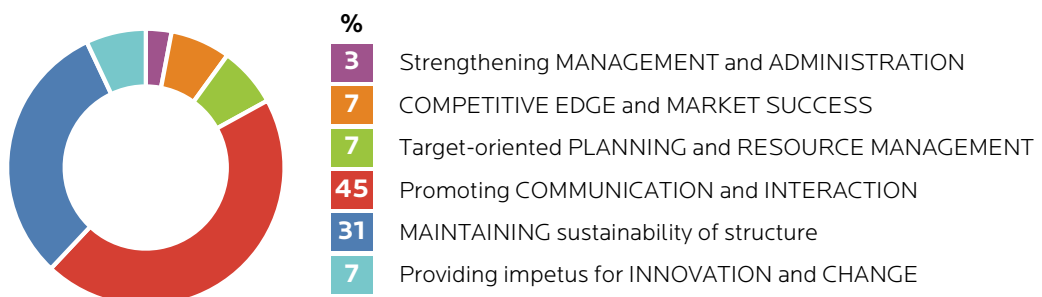 %
3 Strengthening MANAGEMENT and ADMINISTRATION
7 COMPETITIVE EDGE and MARKET SUCCESS
7 Target-oriented PLANNING and RESOURCE MANAGEMENT
45 Promoting COMMUNICATION and INTERACTION
31 MAINTAINING sustainability of structure
7 Providing impetus for INNOVATION and CHANGE